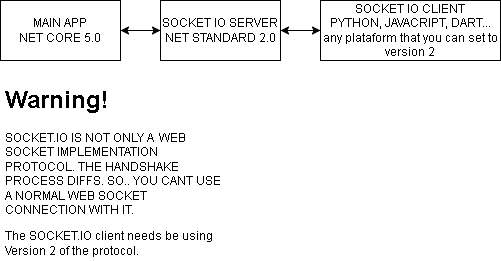 MAIN APP
NET CORE 5.0
SOCKET IO SERVER
NET STANDARD 2.0
SOCKET IO CLIENT
PYTHON, JAVACRIPT, DART...
any plataform that you can set to
version 2
Warning!
SOCKET.IO IS NOT ONLY A WEB
SOCKET IMPLEMENTATION
PROTOCOL. THE HANDSHAKE
PROCESS DIFFS. SO.. YOU CANT USE
A NORMAL WEB SOCKET
CONNECTION WITH IT.
The SOCKET.IO client needs be using
Version 2 of the protocol.